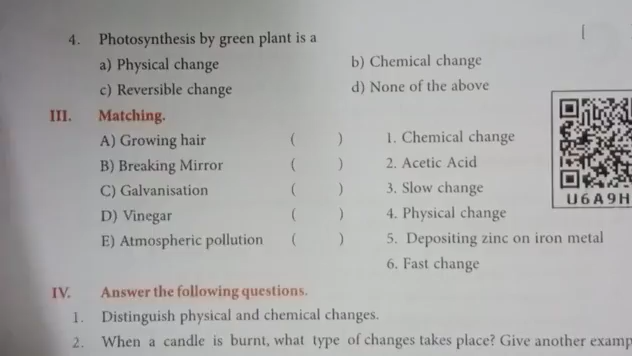 4. Photosynthesis by green plant is a [
a) Physical change b) Chemical change
c) Reversible change d) None of the above
III. Matching.
A) Growing hair ( ) 1. Chemical change
B) Breaking Mirror ( ) 2. Acetic Acid
C) Galvanisation ( ) 3. Slow change
U6A9H
D) Vinegar ( ) 4. Physical change
E) Atmospheric pollution ( ) 5. Depositing zinc on iron metal
6. Fast change
IV. Answer the following questions.
1. Distinguish physical and chemical changes.
2. When a candle is burnt, what type of changes takes place? Give another examp